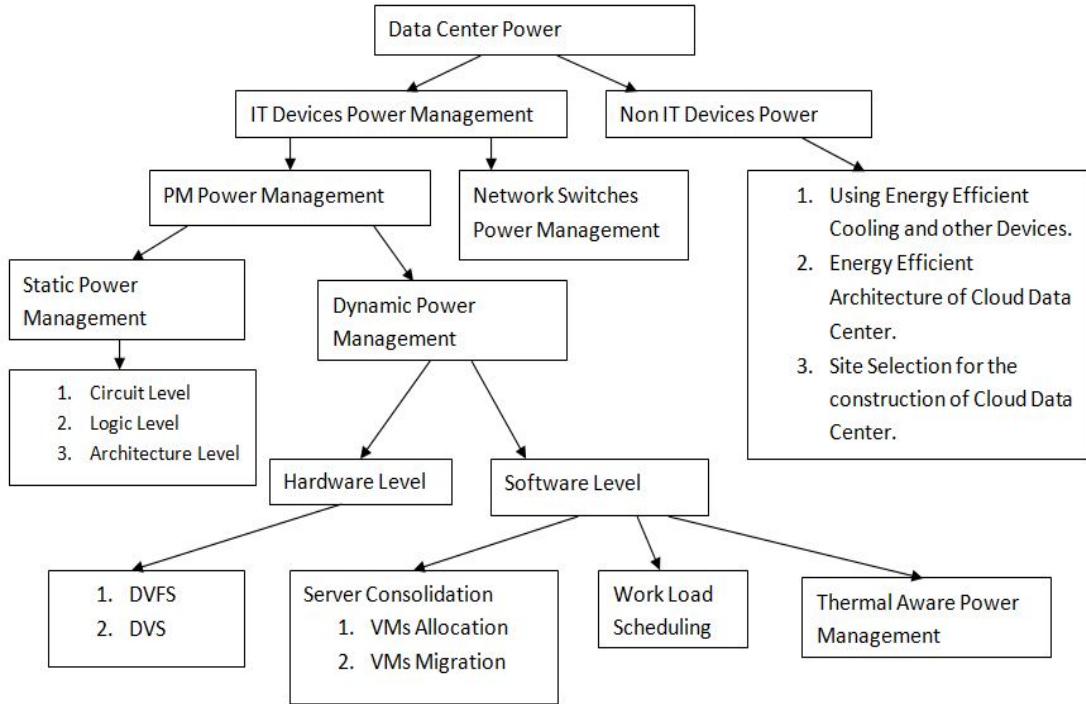 Data Center Power
IT Devices Power Management
Non IT Devices Power
PM Power Management
Network Switches
Power Management
1. Using Energy Efficient
Cooling and other Devices.
2. Energy Efficient
Architecture of Cloud Data
Center.
3. Site Selection for the
construction of Cloud Data
Center.
Static Power
Management
Dynamic Power
Management
1. Circuit Level
2. Logic Level
3. Architecture Level
Hardware Level
Software Level
1. DVFS
2. DVS
Server Consolidation
1. VMs Allocation
2. VMs Migration
Work Load
Scheduling
Thermal Aware Power
Management